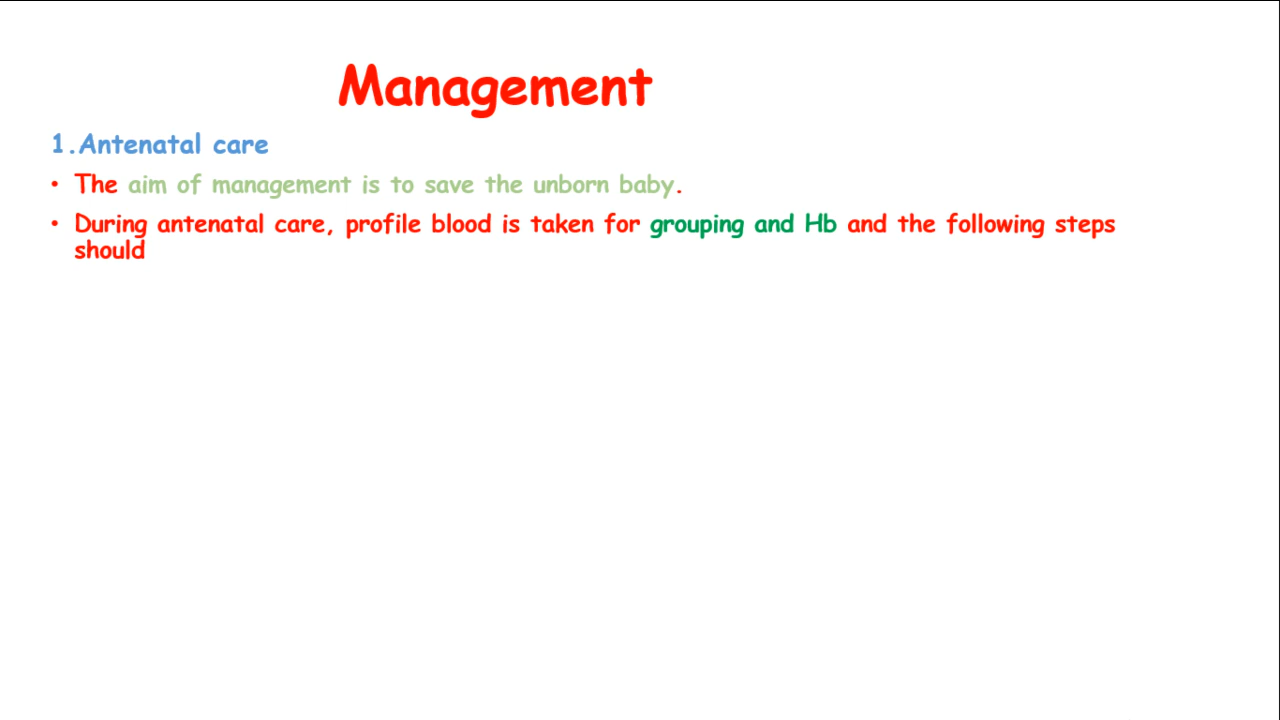 Management
1.Antenatal care
• The aim of management is to save the unborn baby.
• During antenatal care, profile blood is taken for grouping and Hb and the following steps
should